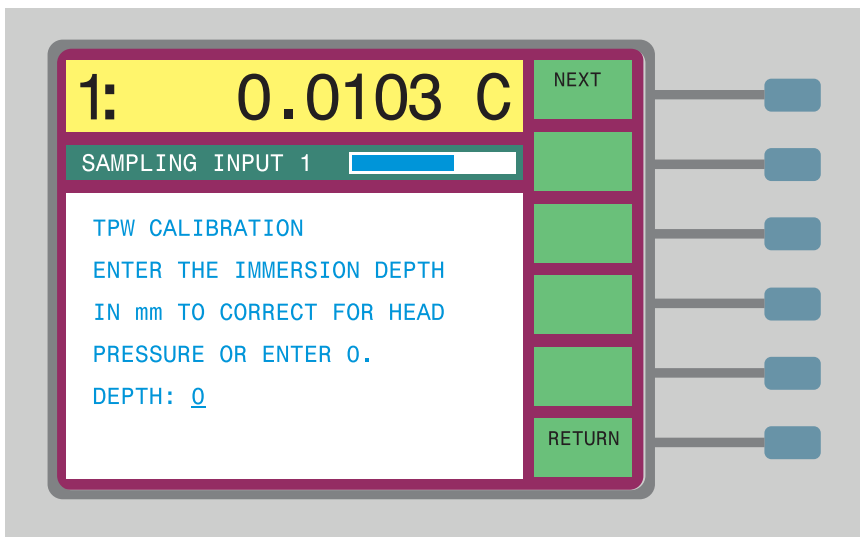 1: 0.0103 C
NEXT
SAMPLING INPUT 1
TPW CALIBRATION
ENTER THE IMMERSION DEPTH
IN mm TO CORRECT FOR HEAD
PRESSURE OR ENTER 0.
DEPTH: 0
RETURN